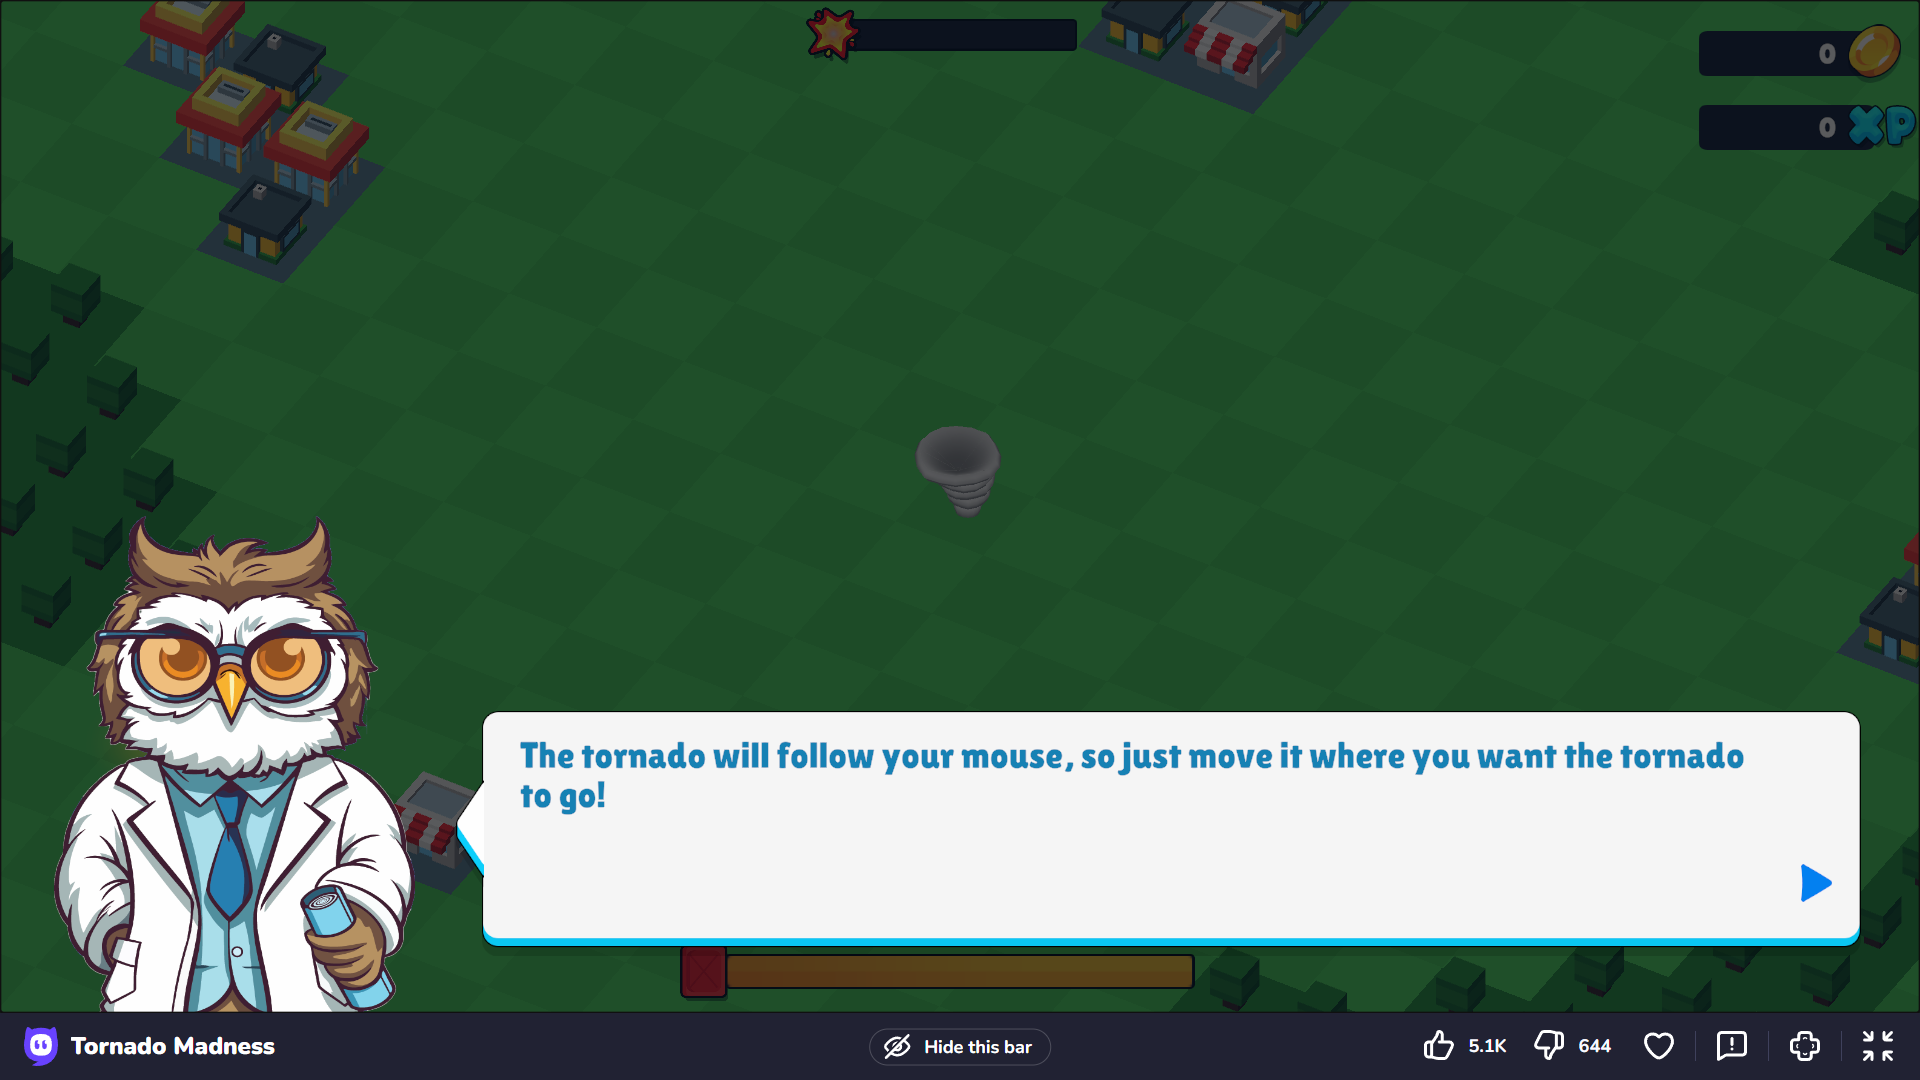 0
0 XP
The tornado will follow your mouse, so just move it where you want the tornado
to go!
Tornado Madness
Hide this bar
5.1K
644